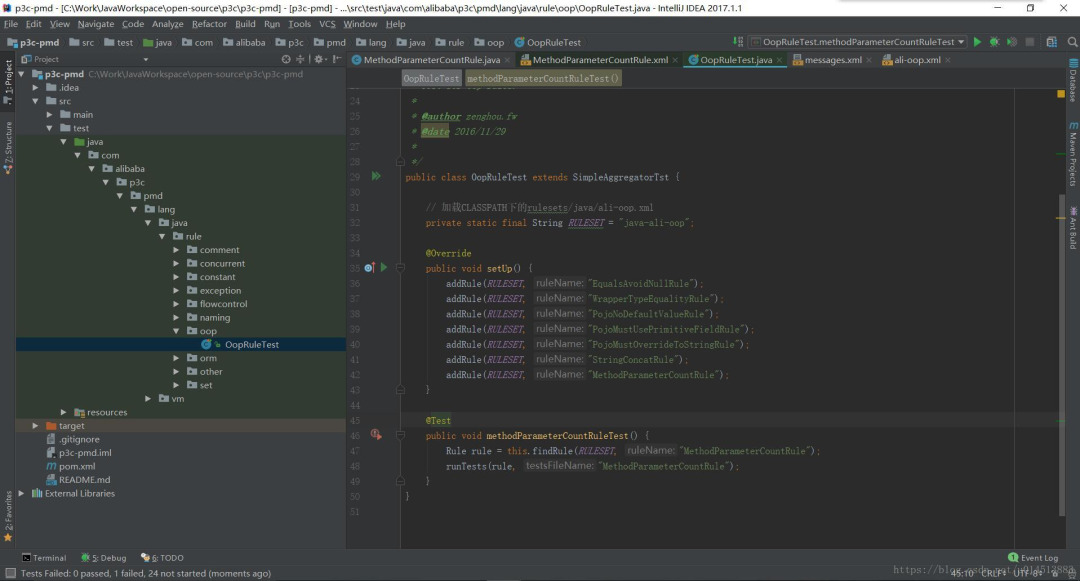 p3c-pmd - [C:\Work\JavaWorkspace\open-source\p3c\p3c-pmd] - [p3c-pmd] - ...\src\test\java\com\alibaba\p3c\pmd\lang\java\rule\oop\OopRuleTest.java - IntelliJ IDEA 2017.1.1
File Edit View Navigate Code Analyze Refactor Build Run Tools VCS Window Help
p3c-pmd src test java com alibaba p3c pmd lang java rule oop OopRuleTest OopRuleTest.methodParameterCountRuleTest
Project MethodParameterCountRule.java MethodParameterCountRule.xml OopRuleTest.java messages.xml ali-oop.xml
OopRuleTest methodParameterCountRuleTest()
1: Project
Z: Structure
2: Favorites
p3c-pmd C:\Work\JavaWorkspace\open-source\p3c\p3c-pmd
.idea
src
main
test
java
com
alibaba
p3c
pmd
lang
java
rule
comment
concurrent
constant
exception
flowcontrol
naming
oop
OopRuleTest
orm
other
set
vm
resources
target
.gitignore
p3c-pmd.iml
pom.xml
README.md
External Libraries
24 *
25 * @author zenghou.fw
26 * @date 2016/11/29
27 *
28 */
29 public class OopRuleTest extends SimpleAggregatorTst {
30
31 // 加载CLASSPATH下的rulesets/java/ali-oop.xml
32 private static final String RULESET = "java-ali-oop";
33
34 @Override
35 public void setUp() {
36 addRule(RULESET, ruleName: "EqualsAvoidNullRule");
37 addRule(RULESET, ruleName: "WrapperTypeEqualityRule");
38 addRule(RULESET, ruleName: "PojoNoDefaultValueRule");
39 addRule(RULESET, ruleName: "PojoMustUsePrimitiveFieldRule");
40 addRule(RULESET, ruleName: "PojoMustOverrideToStringRule");
41 addRule(RULESET, ruleName: "StringConcatRule");
42 addRule(RULESET, ruleName: "MethodParameterCountRule");
43 }
44
45 @Test
46 public void methodParameterCountRuleTest() {
47 Rule rule = this.findRule(RULESET, ruleName: "MethodParameterCountRule");
48 runTests(rule, testsFileName: "MethodParameterCountRule");
49 }
50 }
51
Database
Maven Projects
Ant Build
Terminal 5: Debug 6: TODO 1 Event Log
Tests Failed: 0 passed, 1 failed, 24 not started (moments ago) 45:10 CRLF UTF-8